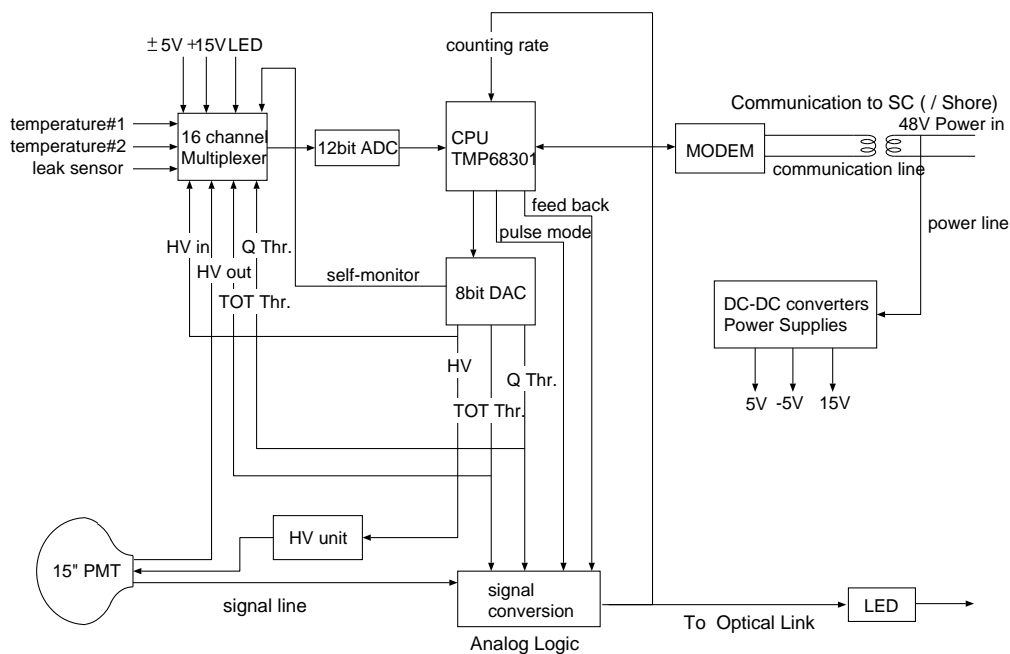 ± 5V +15V LED
counting rate
Communication to SC ( / Shore)
48V Power in
temperature#1
temperature#2
leak sensor
16 channel
Multiplexer
12bit ADC
CPU
TMP68301
MODEM
communication line
feed back
pulse mode
power line
HV in
HV out
Q Thr.
TOT Thr.
self-monitor
8bit DAC
DC-DC converters
Power Supplies
HV
Q Thr.
TOT Thr.
5V
-5V
15V
HV unit
15" PMT
signal line
signal
conversion
Analog Logic
To Optical Link
LED